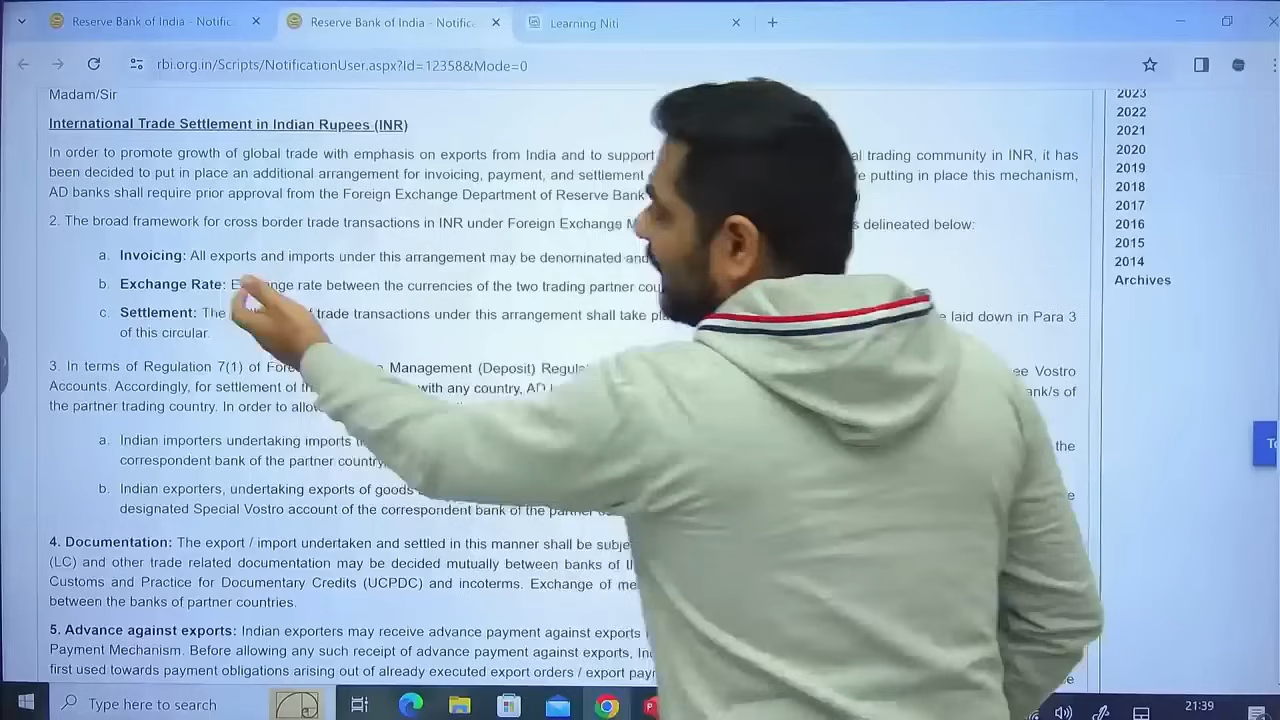 Reserve Bank of India - Notific
Reserve Bank of India - Notific
Learning Niti
rbi.org.in/Scripts/NotificationUser.aspx?Id=12358&Mode=0
Madam/Sir
International Trade Settlement in Indian Rupees (INR)
In order to promote growth of global trade with emphasis on exports from India and to support al trading community in INR, it has
been decided to put in place an additional arrangement for invoicing, payment, and settlement putting in place this mechanism,
AD banks shall require prior approval from the Foreign Exchange Department of Reserve Bank
2. The broad framework for cross border trade transactions in INR under Foreign Exchange M s delineated below:
a. Invoicing: All exports and imports under this arrangement may be denominated and
b. Exchange Rate: E nge rate between the currencies of the two trading partner cou
c. Settlement: The trade transactions under this arrangement shall take pla e laid down in Para 3
of this circular.
3. In terms of Regulation 7(1) of Fore Management (Deposit) Regula ee Vostro
Accounts. Accordingly, for settlement of with any country, AD ank/s of
the partner trading country. In order to allow
a. Indian importers undertaking imports the
correspondent bank of the partner country,
b. Indian exporters, undertaking exports of goods e
designated Special Vostro account of the correspondent bank of the partner
4. Documentation: The export / import undertaken and settled in this manner shall be subje
(LC) and other trade related documentation may be decided mutually between banks of t
Customs and Practice for Documentary Credits (UCPDC) and incoterms. Exchange of me
between the banks of partner countries.
5. Advance against exports: Indian exporters may receive advance payment against exports
Payment Mechanism. Before allowing any such receipt of advance payment against exports, In
first used towards payment obligations arising out of already executed export orders / export paym e
2023
2022
2021
2020
2019
2018
2017
2016
2015
2014
Archives
To
Type here to search
21:39